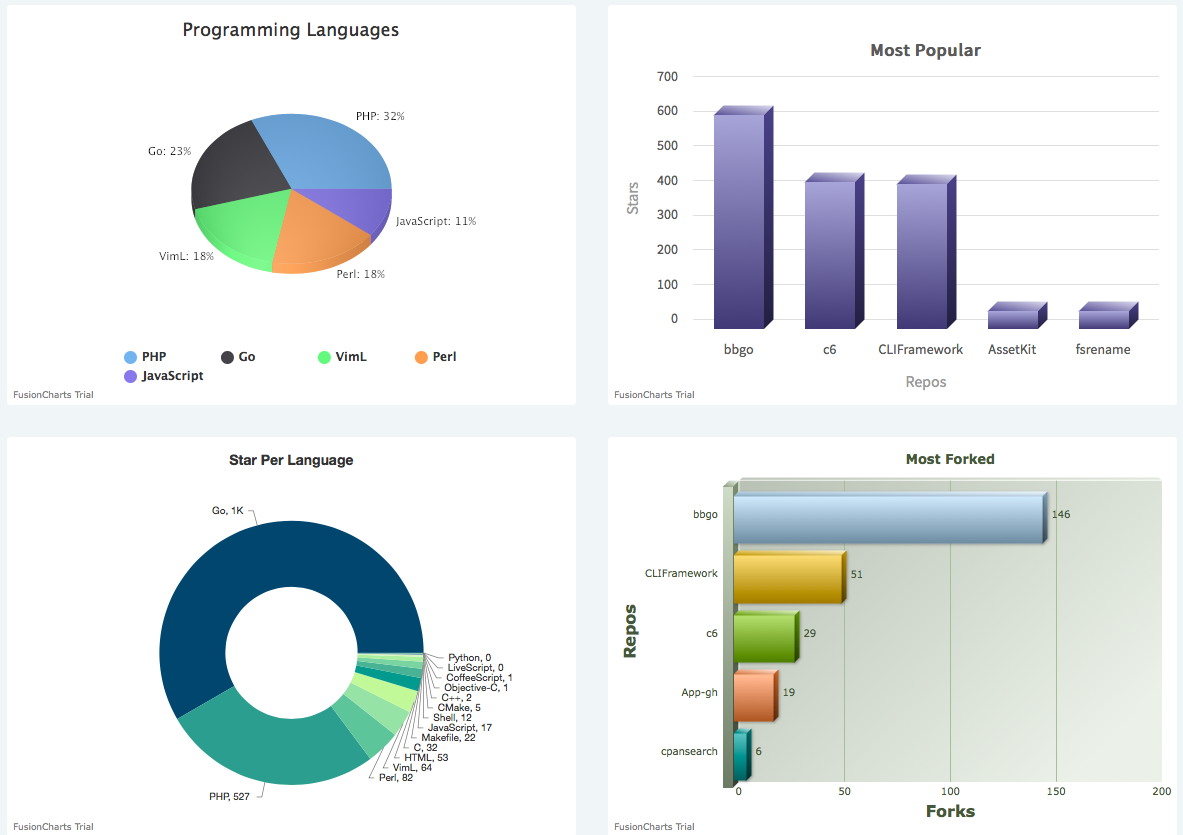 Programming Languages
PHP: 32%
Go: 23%
JavaScript: 11%
VimL: 18%
Perl: 18%
PHP
Go
VimL
Perl
JavaScript
FusionCharts Trial
Most Popular
700
600
500
400
300
200
100
0
Stars
bbgo
c6
CLIFramework
AssetKit
fsrename
Repos
FusionCharts Trial
Star Per Language
Go, 1K
Python, 0
LiveScript, 0
CoffeeScript, 1
Objective-C, 1
C++, 2
CMake, 5
Shell, 12
JavaScript, 17
Makefile, 22
C, 32
HTML, 53
VimL, 64
Perl, 82
PHP, 527
FusionCharts Trial
Most Forked
bbgo
146
CLIFramework
51
c6
29
App-gh
19
cpansearch
6
Repos
0 50 100 150 200
Forks
FusionCharts Trial